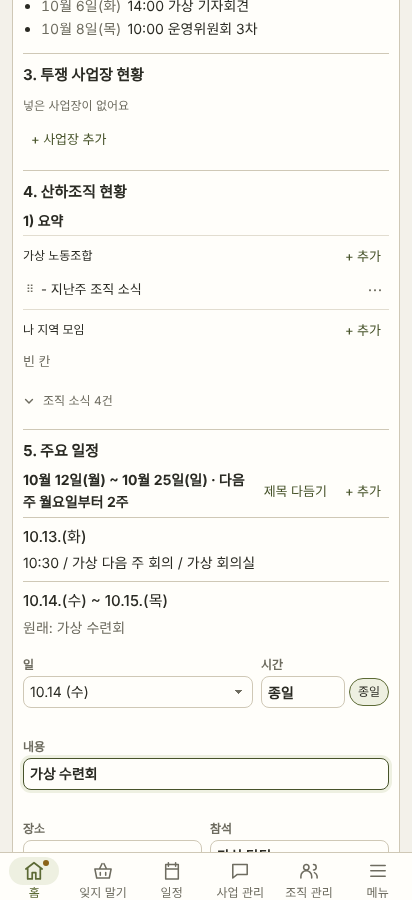 10월 6일(화) 14:00 가상 기자회견
10월 8일(목) 10:00 운영위원회 3차
3. 투쟁 사업장 현황
넣은 사업장이 없어요
+ 사업장 추가
4. 산하조직 현황
1) 요약
가상 노동조합 + 추가
- 지난주 조직 소식 ...
나 지역 모임 + 추가
빈 칸
조직 소식 4건
5. 주요 일정
10월 12일(월) ~ 10월 25일(일) · 다음
주 월요일부터 2주 제목 다듬기 + 추가
10.13.(화)
10:30 / 가상 다음 주 회의 / 가상 회의실
10.14.(수) ~ 10.15.(목)
원래: 가상 수련회
일 시간
10.14 (수) 종일 종일
내용
가상 수련회
장소 참석
홈 잊지 말기 일정 사업 관리 조직 관리 메뉴